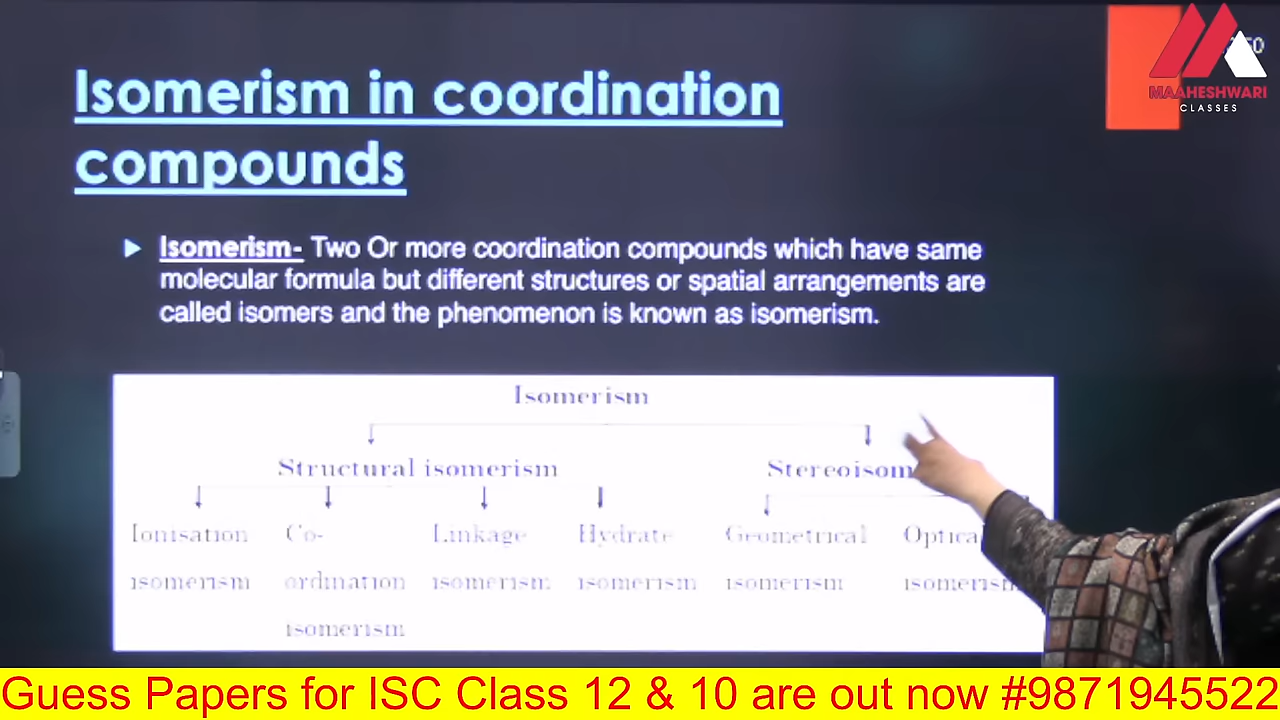 Isomerism in coordination
compounds
MAAHESHWARI
CLASSES
Isomerism- Two Or more coordination compounds which have same
molecular formula but different structures or spatial arrangements are
called isomers and the phenomenon is known as isomerism.
Isomerism
Structural isomerism
Ionisation isomerism
Co-ordination isomerism
Linkage isomerism
Hydrate isomerism
Geometrical isomerism
isomerism
Guess Papers for ISC Class 12 & 10 are out now #9871945522